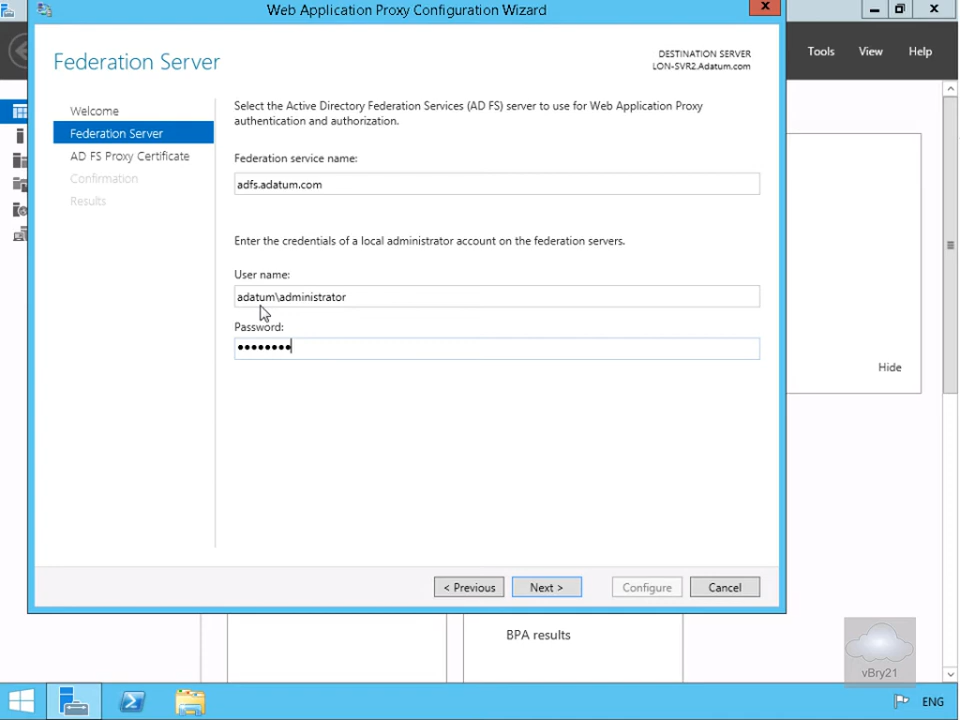 Web Application Proxy Configuration Wizard
x
Tools View Help
Federation Server
DESTINATION SERVER
LON-SVR2.Adatum.com
Welcome
Federation Server
AD FS Proxy Certificate
Confirmation
Results
Select the Active Directory Federation Services (AD FS) server to use for Web Application Proxy
authentication and authorization.
Federation service name:
adfs.adatum.com
Enter the credentials of a local administrator account on the federation servers.
User name:
adatum\administrator
Password:
••••••••
Hide
< Previous Next > Configure Cancel
BPA results
vBry21
ENG